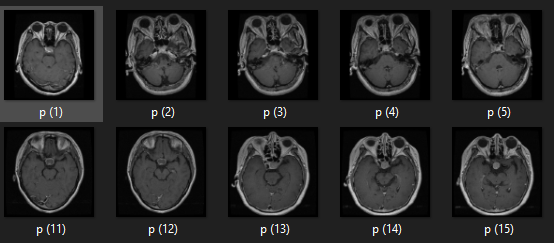 p (1) p (2) p (3) p (4) p (5)
p (11) p (12) p (13) p (14) p (15)